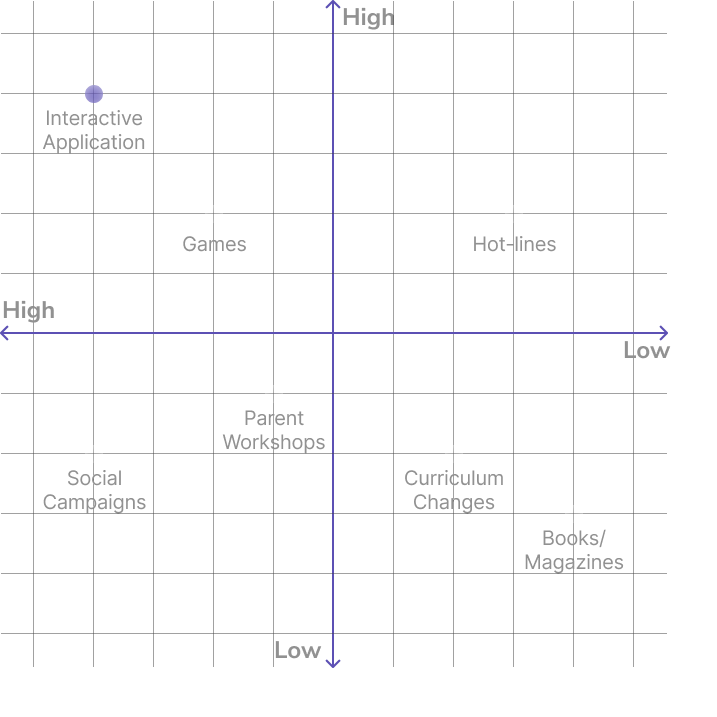 High
Interactive
Application
Games
Hot-lines
High
Low
Parent
Workshops
Social
Campaigns
Curriculum
Changes
Books/
Magazines
Low